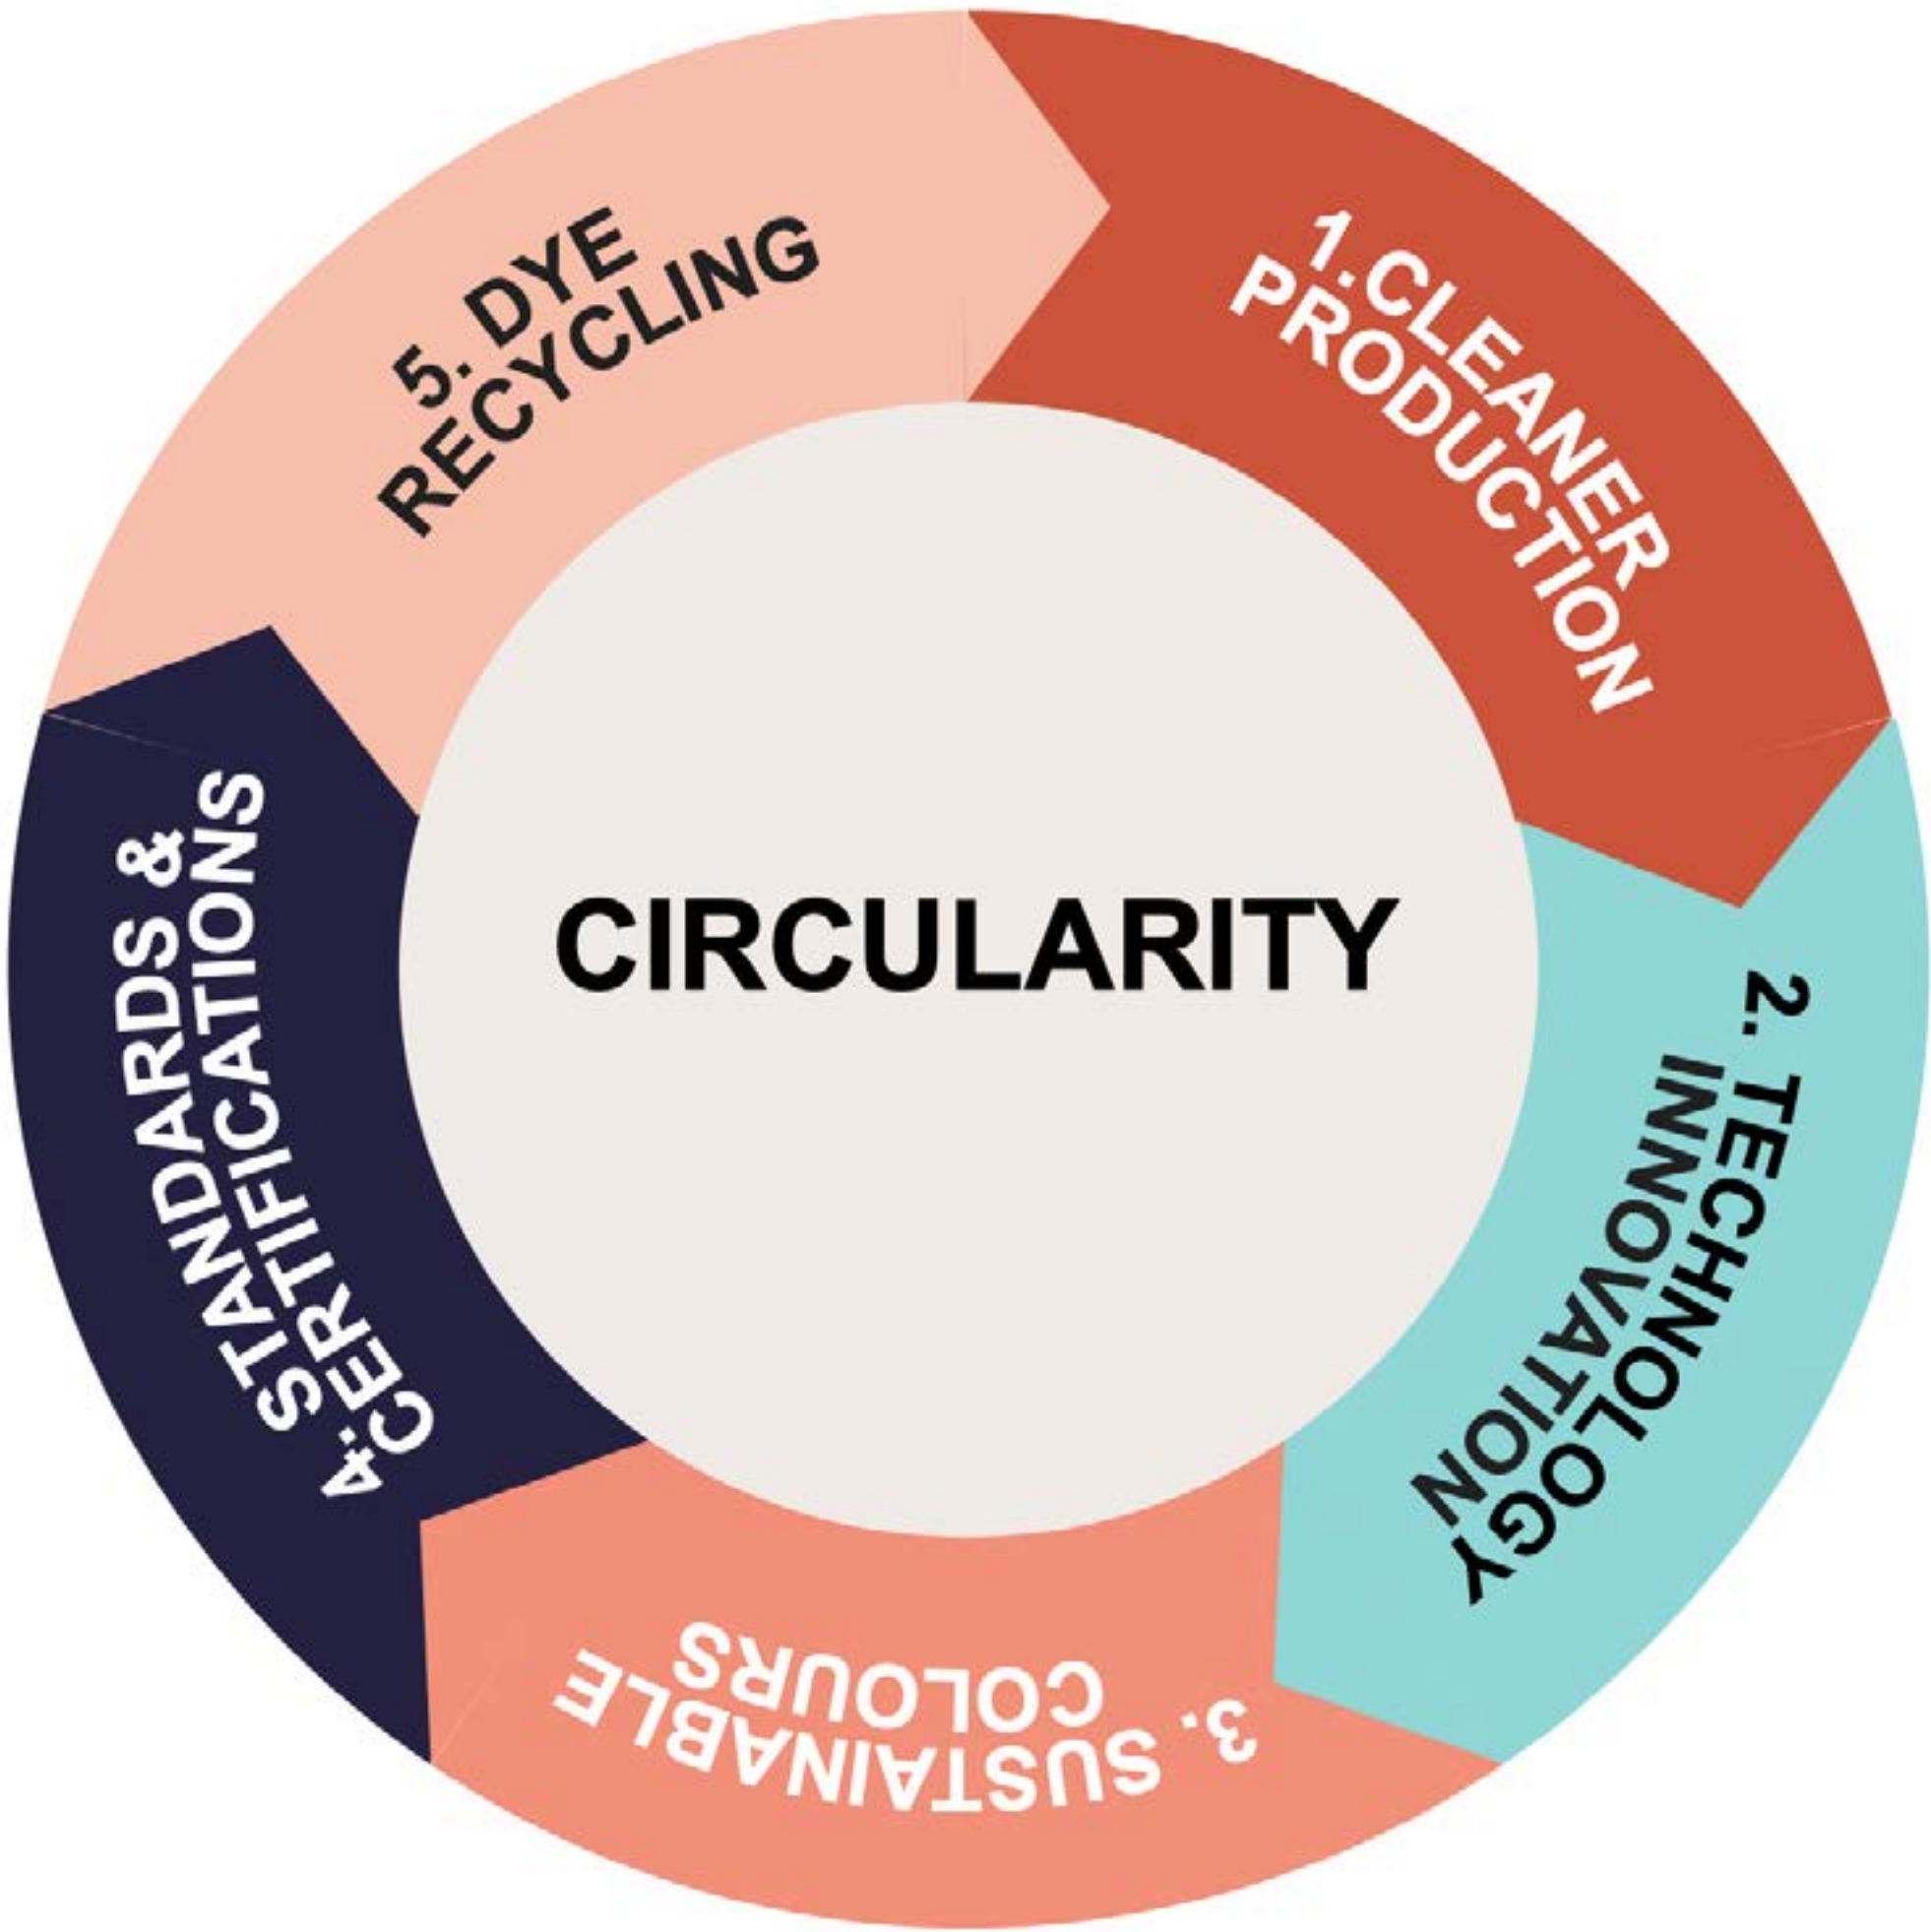 CIRCULARITY
1.CLEANER
PRODUCTION
2. TECHNOLOGY
INNOVATION
3. SUSTAINABLE
COLOURS
4. STANDARDS &
CERTIFICATIONS
5. DYE
RECYCLING